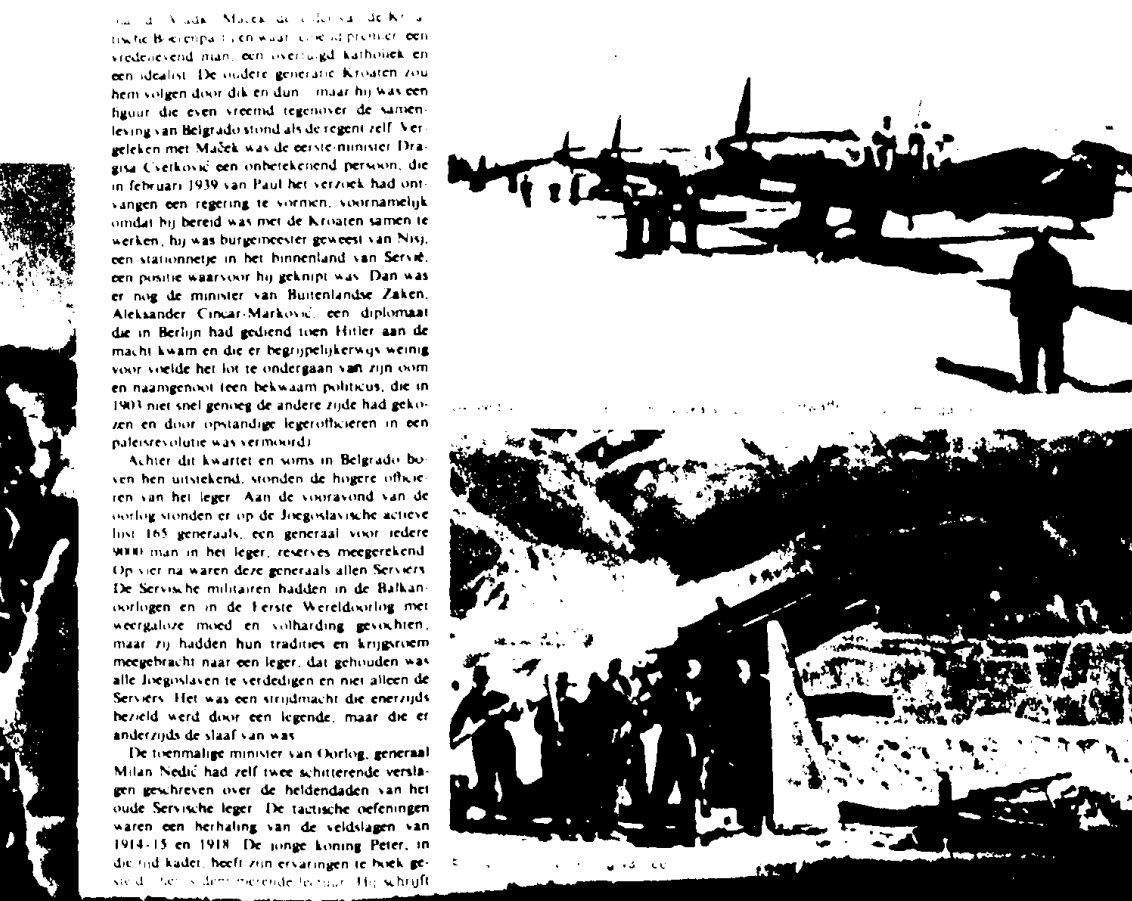 Maček de
tische Boerenpartij en waar premier een
vredelievend man, een overtuigd katholiek en
een idealist. De oudere generatie Kroaten zou
hem volgen door dik en dun maar hij was een
figuur die even vreemd tegenover de samen-
leving van Belgrado stond als de regent zelf. Ver-
geleken met Maček was de eerste-minister Dra-
gisa Cvetković een onbetekenend persoon, die
in februari 1939 van Paul het verzoek had ont-
vangen een regering te vormen, voornamelijk
omdat hij bereid was met de Kroaten samen te
werken; hij was burgemeester geweest van Nisj,
een stationnetje in het binnenland van Servië,
een positie waarvoor hij geknipt was. Dan was
er nog de minister van Buitenlandse Zaken,
Aleksander Cincar-Marković, een diplomaat
die in Berlijn had gediend toen Hitler aan de
macht kwam en die er begrijpelijkerwijs weinig
voor voelde het lot te ondergaan van zijn oom
en naamgenoot (een bekwaam politicus, die in
1903 niet snel genoeg de andere zijde had geko-
zen en door opstandige legerofficieren in een
paleisrevolutie was vermoord)
Achter dit kwartet en soms in Belgrado bo-
ven hen uitstekend, stonden de hogere officie-
ren van het leger. Aan de vooravond van de
oorlog stonden er op de Joegoslavische actieve
lijst 165 generaals, een generaal voor iedere
9000 man in het leger, reserves meegerekend.
Op vier na waren deze generaals allen Serviërs.
De Servische militairen hadden in de Balkan-
oorlogen en in de Eerste Wereldoorlog met
weergaloze moed en volharding gevochten,
maar zij hadden hun tradities en krijgsroem
meegebracht naar een leger, dat gehouden was
alle Joegoslaven te verdedigen en niet alleen de
Serviërs. Het was een strijdmacht die enerzijds
bezield werd door een legende, maar die er
anderzijds de slaaf van was
De toenmalige minister van Oorlog, generaal
Milan Nedić had zelf twee schitterende versla-
gen geschreven over de heldendaden van het
oude Servische leger. De tactische oefeningen
waren een herhaling van de veldslagen van
1914-15 en 1918. De jonge koning Peter, in
die tijd kadet, heeft zijn ervaringen te boek ge-
lectuur. Hij schrijft